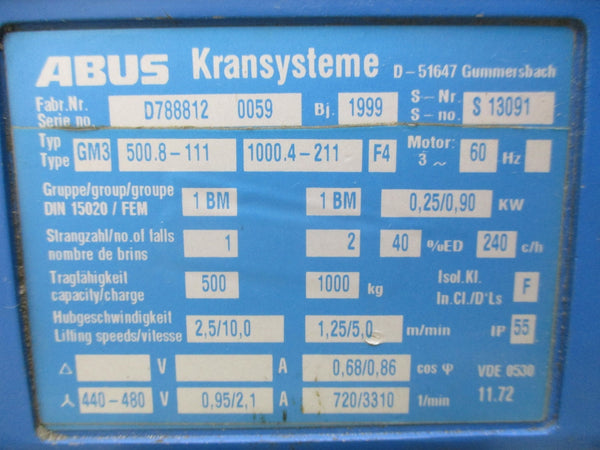 ABUS Kransysteme D-51647 Gummersbach
Fabr.Nr. Serie no. D788812 0059 Bj. 1999 S-Nr. S-no. S 13091
Typ Type GM3 500.8-111 1000.4-211 F4 Motor: 3 ~ 60 Hz
Gruppe/group/groupe DIN 15020 / FEM 1 BM 1 BM 0,25/0,90 KW
Strangzahl/no.of falls nombre de brins 1 2 40 %ED 240 c/h
Tragfähigkeit capacity/charge 500 1000 kg Isol.Kl. In.Cl./D°Ls F
Hubgeschwindigkeit Lifting speeds/vitesse 2,5/10,0 1,25/5,0 m/min IP 55
△ V A 0,68/0,86 cos φ VDE 0530
⅄ 440-480 V 0,95/2,1 A 720/3310 1/min 11.72